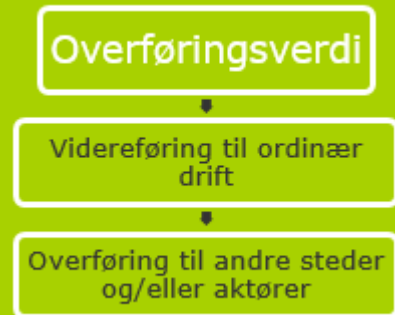 Overføringsverdi
Videreføring til ordinær
drift
Overføring til andre steder
og/eller aktører